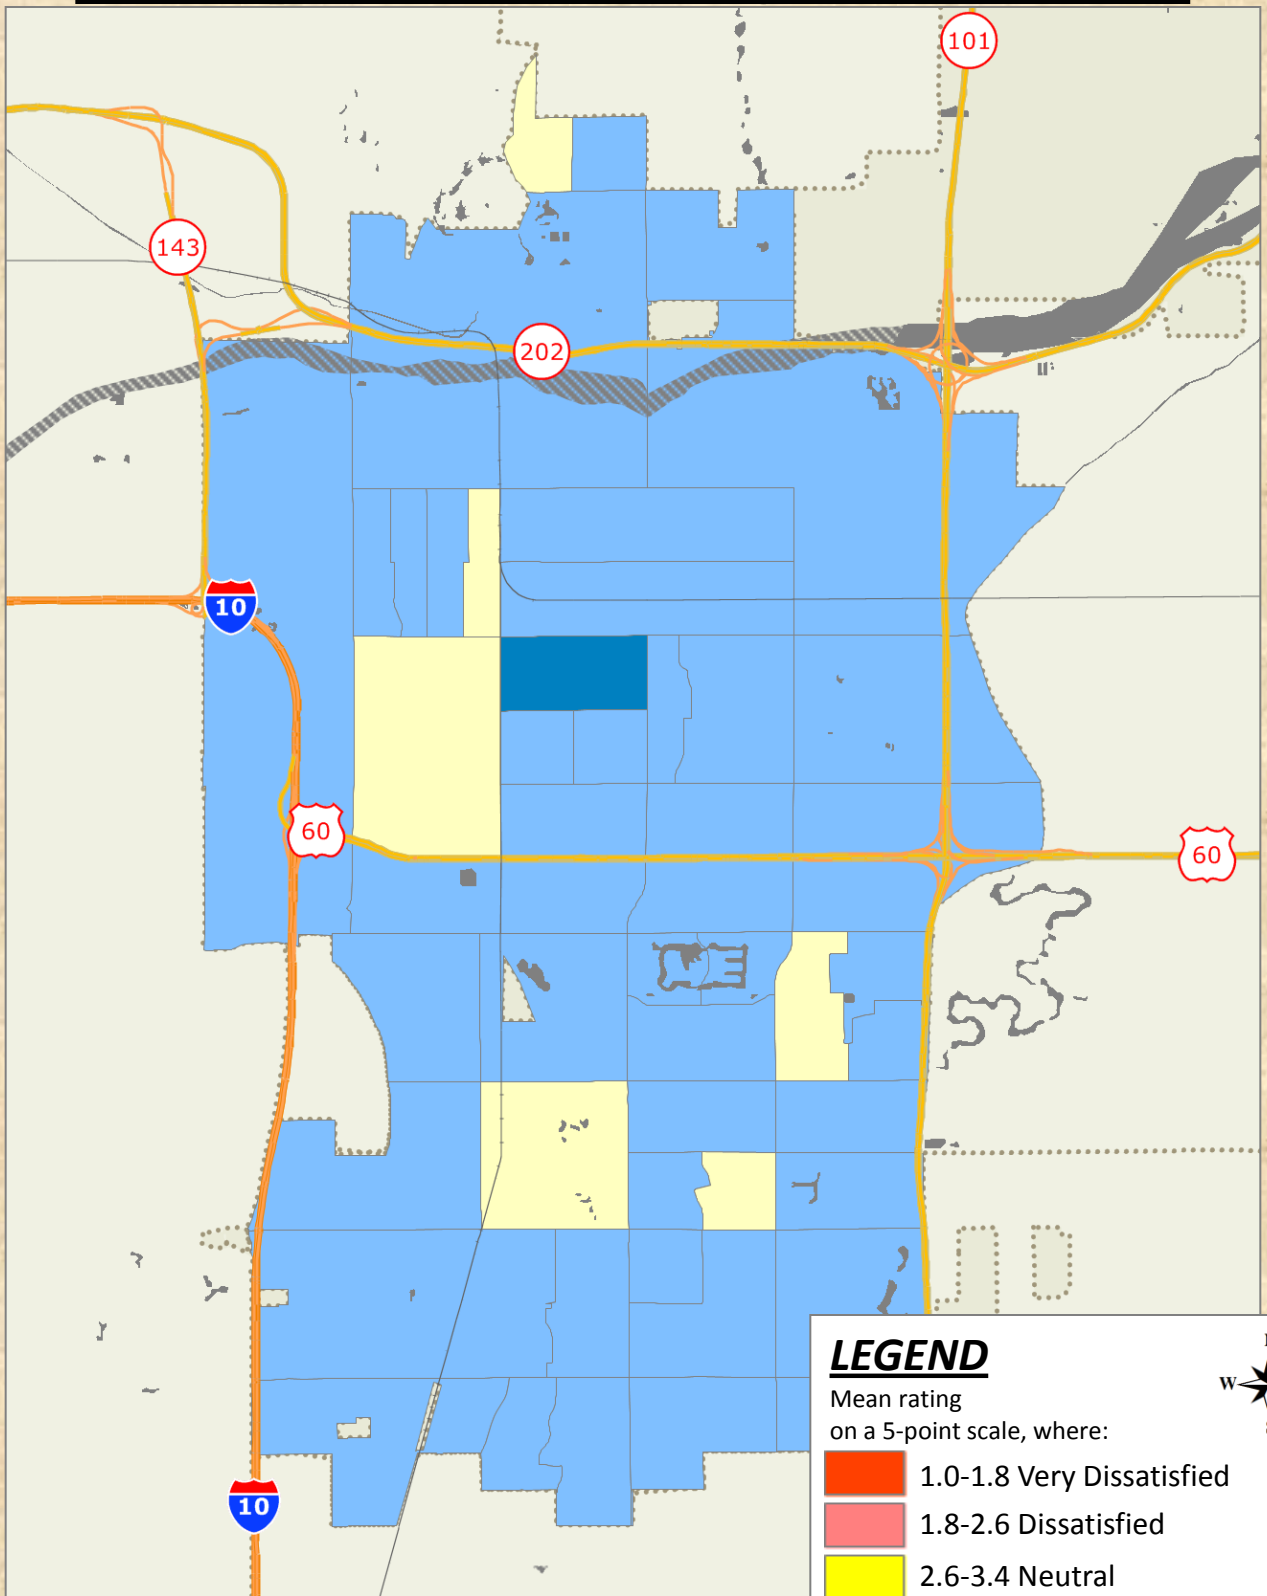 101
143
202
10
60
60
10
LEGEND
Mean rating
on a 5-point scale, where:
W
1.0-1.8 Very Dissatisfied
1.8-2.6 Dissatisfied
2.6-3.4 Neutral